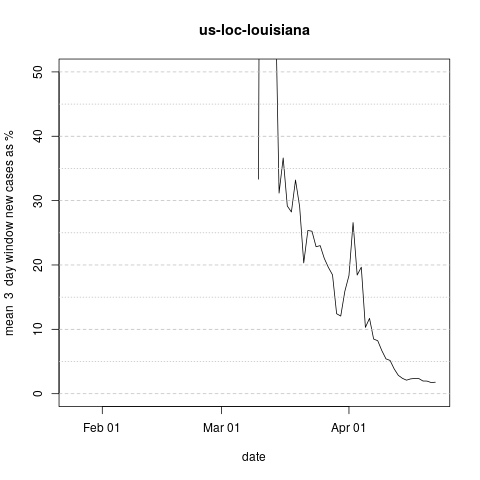 us-loc-louisiana
mean 3 day window new cases as %
50
40
30
20
10
0
Feb 01
Mar 01
Apr 01
date